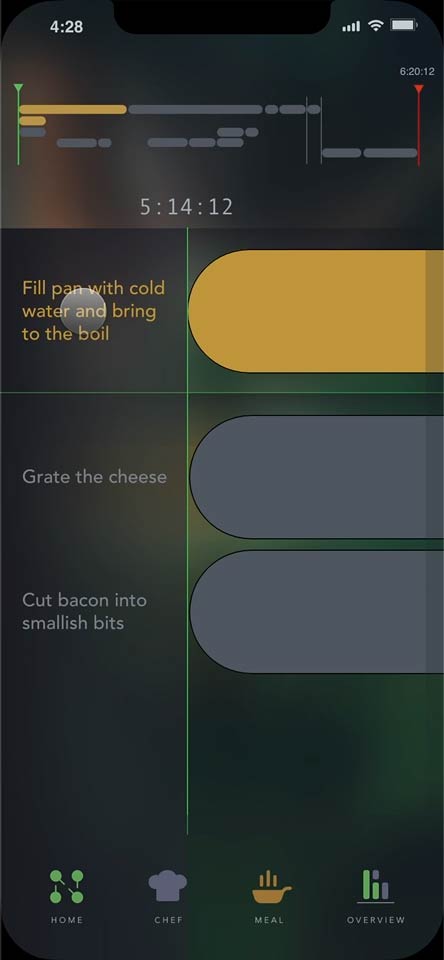 4:28
6:20:12
5:14:12
Fill pan with cold
water and bring
to the boil
Grate the cheese
Cut bacon into
smallish bits
HOME CHEF MEAL OVERVIEW